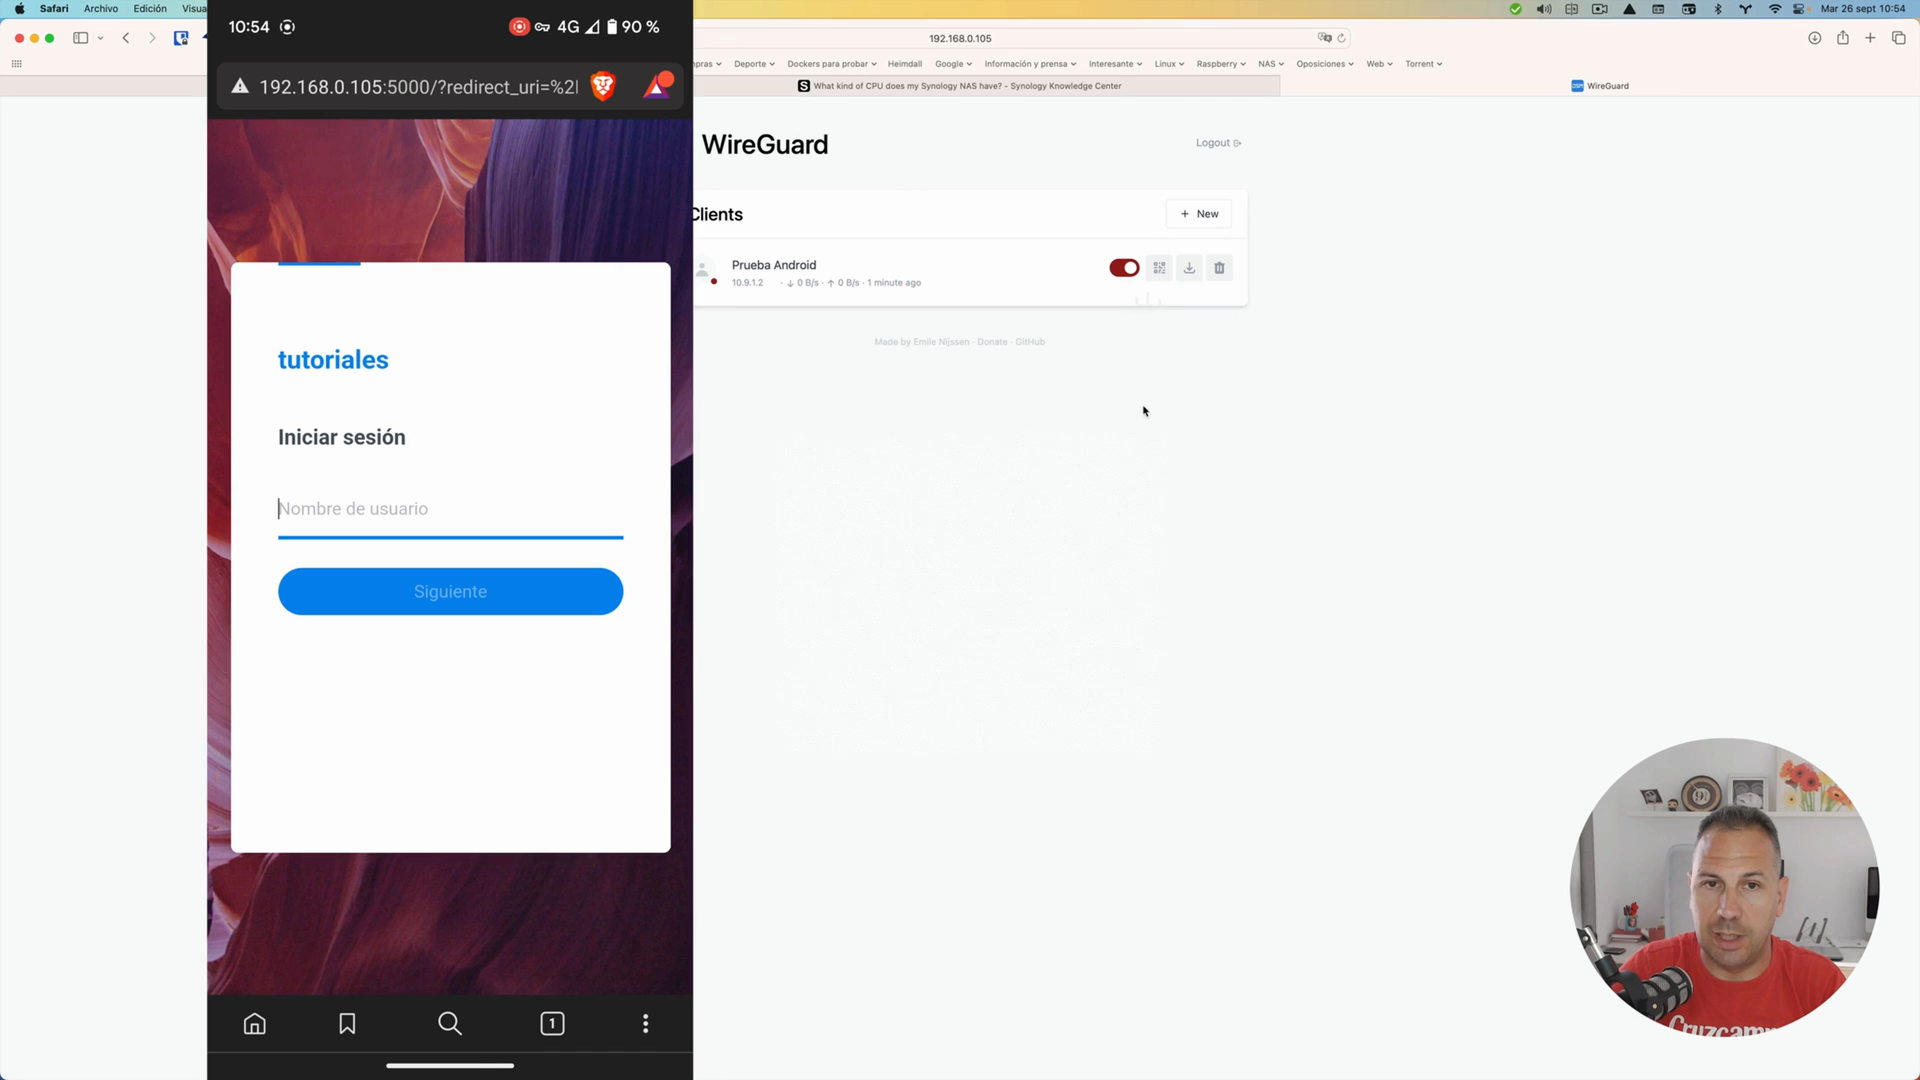 Safari Archivo Edición Visua
Mar 26 sept 10:54
10:54
4G 90 %
192.168.0.105:5000/?redirect_uri=%2
192.168.0.105
pras Deporte Dockers para probar Heimdall Google Información y prensa Interesante Linux Raspberry NAS Oposiciones Web Torrent
What kind of CPU does my Synology NAS have? - Synology Knowledge Center
WireGuard
WireGuard
Logout
Clients
+ New
Prueba Android
10.9.1.2 · ↓ 0 B/s · ↑ 0 B/s · 1 minute ago
Made by Emile Nijssen · Donate · GitHub
tutoriales
Iniciar sesión
Nombre de usuario
Siguiente
1
Cruzcam